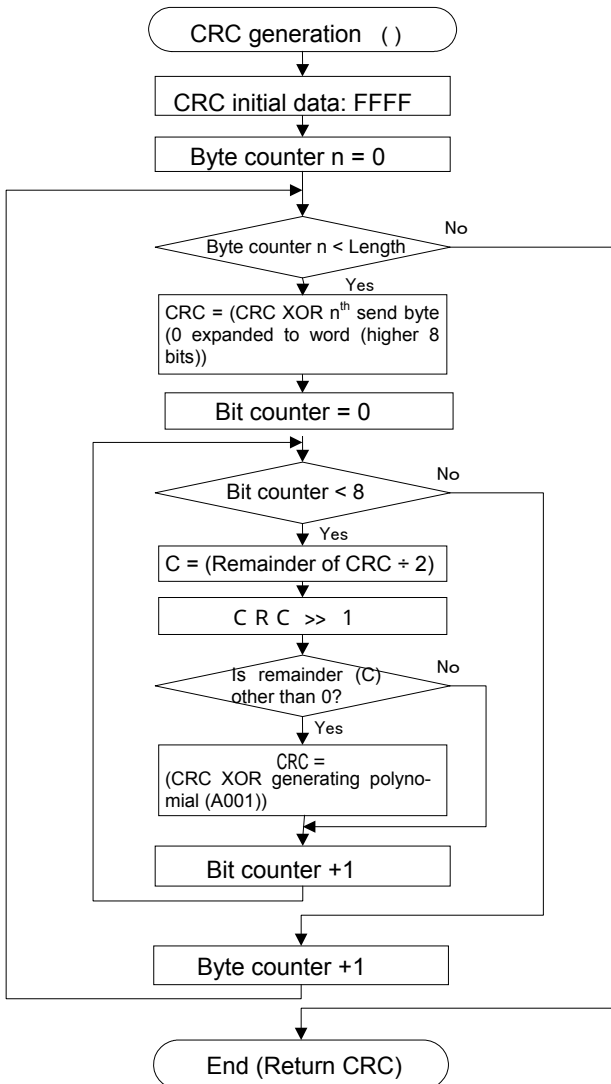 CRC generation ( )
CRC initial data: FFFF
Byte counter n = 0
Byte counter n < Length
No
Yes
CRC = (CRC XOR nth send byte
(0 expanded to word (higher 8
bits))
Bit counter = 0
Bit counter < 8
No
Yes
C = (Remainder of CRC ÷ 2)
C R C >> 1
Is remainder (C)
other than 0?
No
Yes
CRC =
(CRC XOR generating polyno-
mial (A001))
Bit counter +1
Byte counter +1
End (Return CRC)